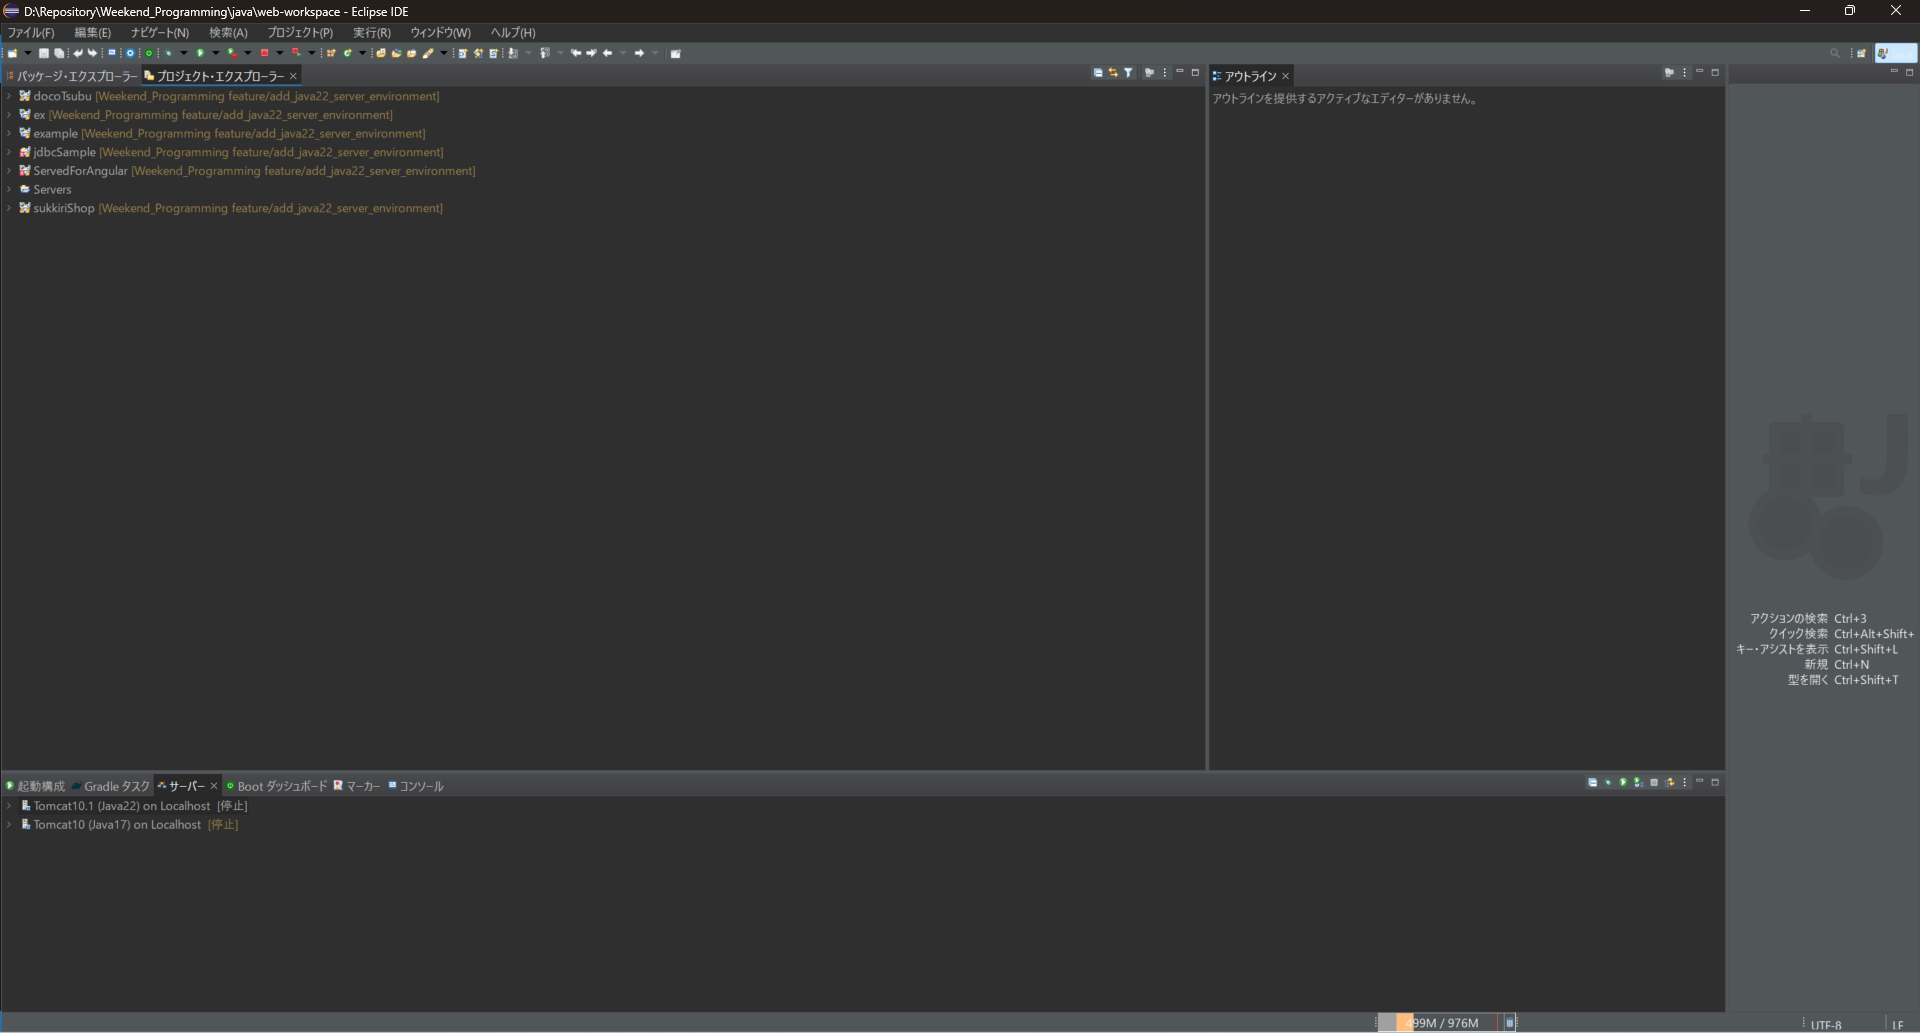 D:\Repository\Weekend_Programming\java\web-workspace - Eclipse IDE
ファイル(F) 編集(E) ナビゲート(N) 検索(A) プロジェクト(P) 実行(R) ウィンドウ(W) ヘルプ(H)
パッケージ・エクスプローラー プロジェクト・エクスプローラー
docoTsubu [Weekend_Programming feature/add_java22_server_environment]
ex [Weekend_Programming feature/add_java22_server_environment]
example [Weekend_Programming feature/add_java22_server_environment]
jdbcSample [Weekend_Programming feature/add_java22_server_environment]
ServedForAngular [Weekend_Programming feature/add_java22_server_environment]
Servers
sukkiriShop [Weekend_Programming feature/add_java22_server_environment]
アウトライン
アウトラインを提供するアクティブなエディターがありません。
アクションの検索 Ctrl+3
クイック検索 Ctrl+Alt+Shift+
キー・アシストを表示 Ctrl+Shift+L
新規 Ctrl+N
型を開く Ctrl+Shift+T
起動構成 Gradle タスク サーバー Boot ダッシュボード マーカー コンソール
Tomcat10.1 (Java22) on Localhost [停止]
Tomcat10 (Java17) on Localhost [停止]
499M / 976M
UTF-8
LF